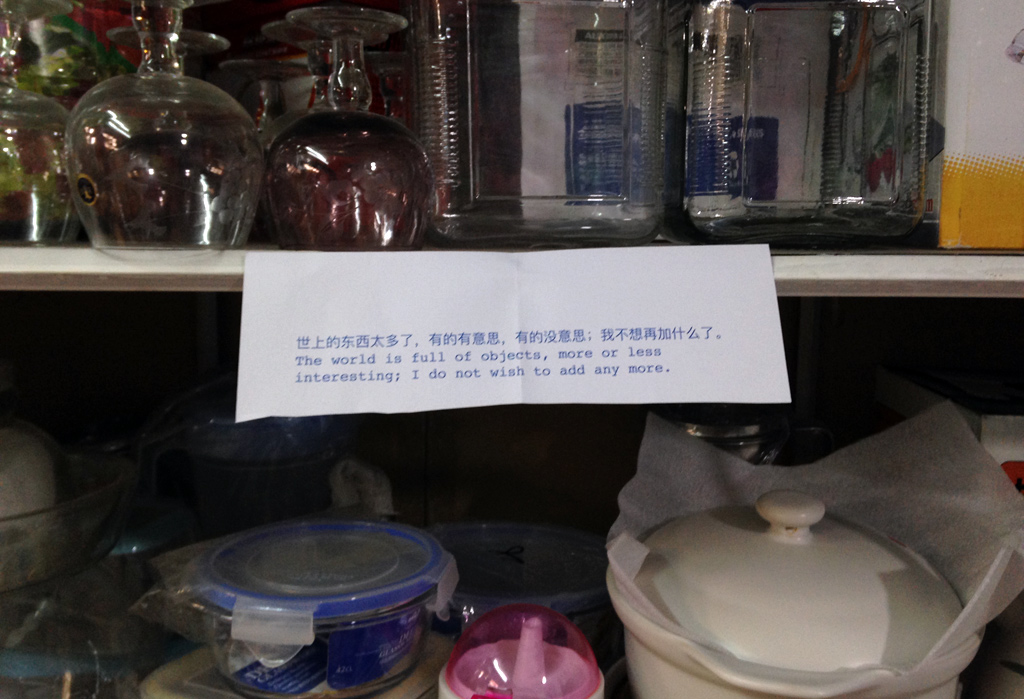 世上的东西太多了，有的有意思，有的没意思；我不想再加什么了。
The world is full of objects, more or less
interesting; I do not wish to add any more.